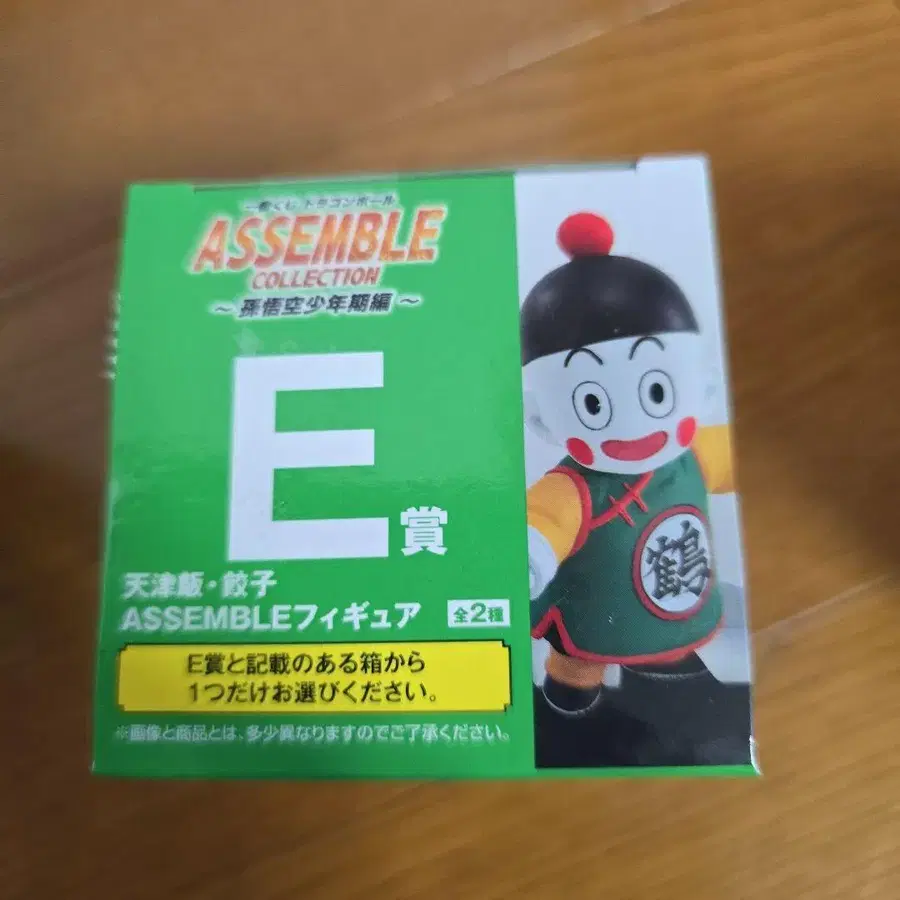 一番くじ ドラゴンボール
ASSEMBLE
COLLECTION
～ 孫悟空少年期編 ～
E賞
天津飯・餃子
ASSEMBLEフィギュア 全2種
E賞と記載のある箱から
1つだけお選びください。
※画像と商品とは、多少異なりますのでご了承ください。
鶴